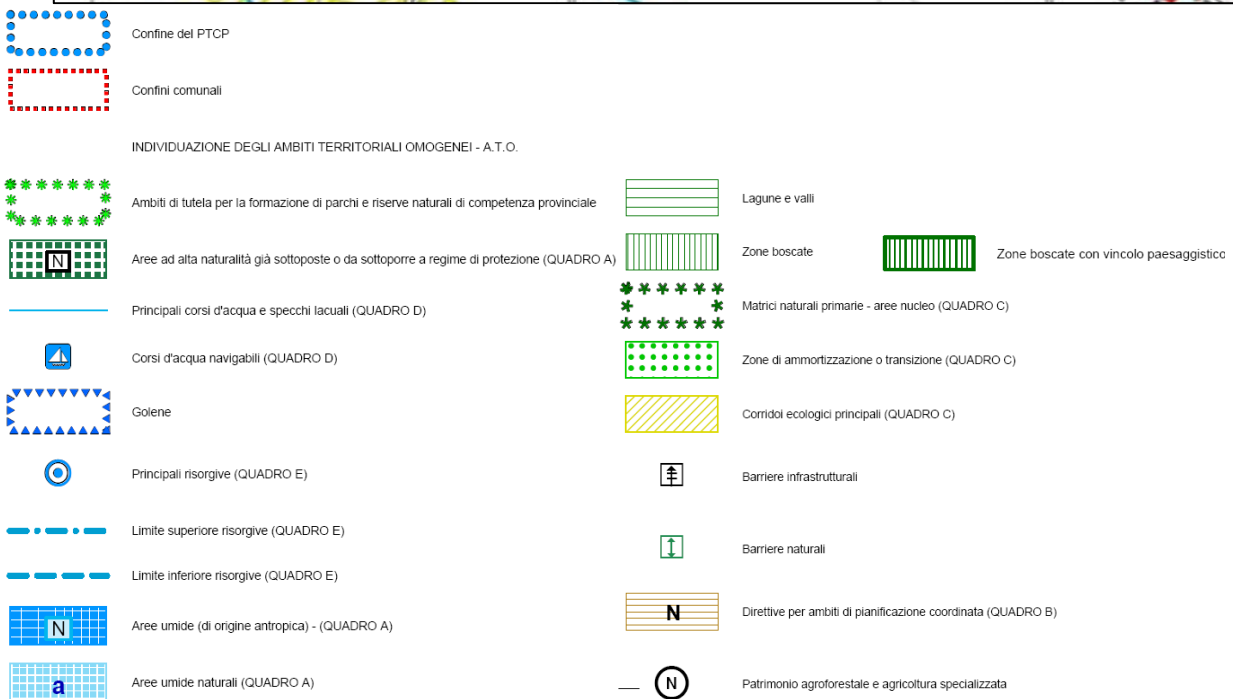 Confine del PTCP
Confini comunali
INDIVIDUAZIONE DEGLI AMBITI TERRITORIALI OMOGENEI - A.T.O.
Ambiti di tutela per la formazione di parchi e riserve naturali di competenza provinciale
N
Aree ad alta naturalità già sottoposte o da sottoporre a regime di protezione (QUADRO A)
Principali corsi d'acqua e specchi lacuali (QUADRO D)
Corsi d'acqua navigabili (QUADRO D)
Golene
Principali risorgive (QUADRO E)
Limite superiore risorgive (QUADRO E)
Limite inferiore risorgive (QUADRO E)
N
Aree umide (di origine antropica) - (QUADRO A)
a
Aree umide naturali (QUADRO A)
Lagune e valli
Zone boscate
Zone boscate con vincolo paesaggistico
Matrici naturali primarie - aree nucleo (QUADRO C)
Zone di ammortizzazione o transizione (QUADRO C)
Corridoi ecologici principali (QUADRO C)
Barriere infrastrutturali
Barriere naturali
N
Direttive per ambiti di pianificazione coordinata (QUADRO B)
N
Patrimonio agroforestale e agricoltura specializzata